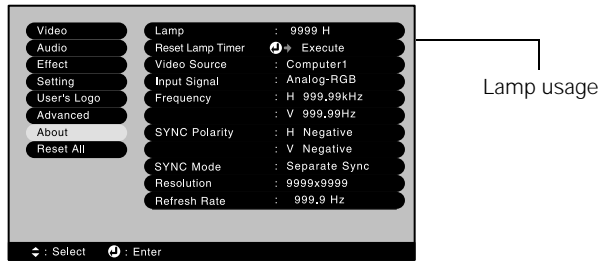 Video
Audio
Effect
Setting
User's Logo
Advanced
About
Reset All
Lamp : 9999 H
Reset Lamp Timer Execute
Video Source : Computer1
Input Signal : Analog-RGB
Frequency : H 999.99kHz
: V 999.99Hz
SYNC Polarity : H Negative
: V Negative
SYNC Mode : Separate Sync
Resolution : 9999x9999
Refresh Rate : 999.9 Hz
: Select : Enter
Lamp usage